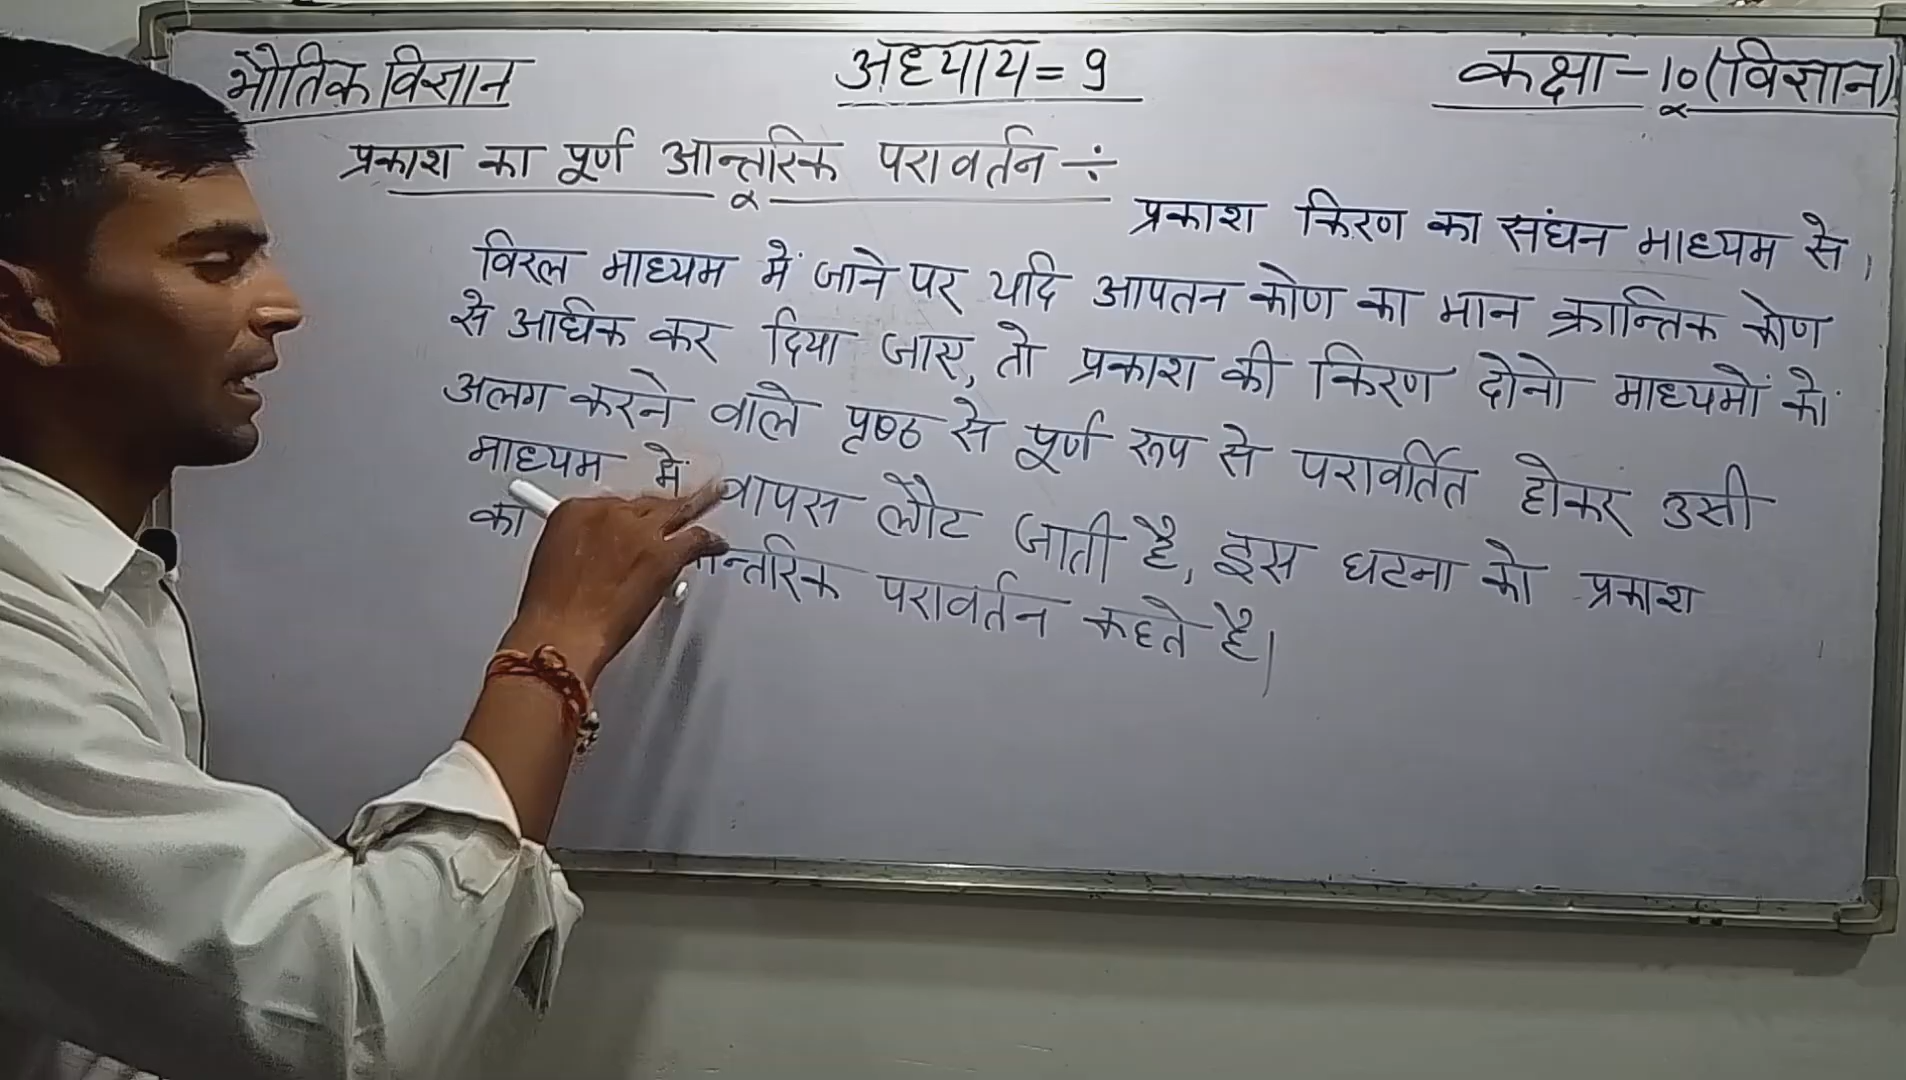 भौतिक विज्ञान
अध्याय = 9
कक्षा - 10 (विज्ञान)
प्रकाश का पूर्ण आन्तरिक परावर्तन ÷
प्रकाश किरण का संघन माध्यम से
विरल माध्यम में जाने पर यदि आपतन कोण का मान क्रान्तिक कोण
से अधिक कर दिया जाए, तो प्रकाश की किरण दोनो माध्यमों को
अलग करने वाले पृष्ठ से पूर्ण रूप से परावर्तित होकर उसी
माध्यम में वापस लौट जाती है, इस घटना को प्रकाश
का न्तरिक परावर्तन कहते है।